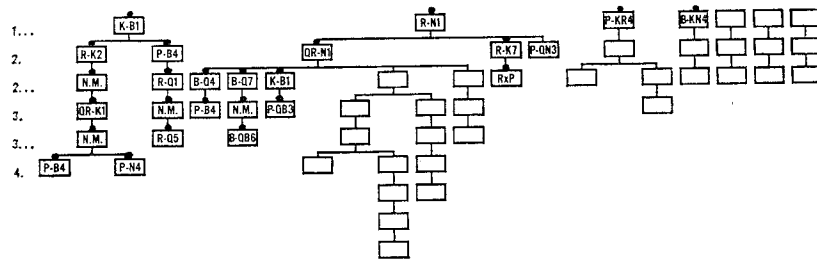 1... K-B1 R-N1 P-KR4 B-KN4
2. R-K2 P-B4 QR-N1 R-K7 P-QN3
2... N.M. R-Q1 B-Q4 B-Q7 K-B1 RxP
3. QR-K1 N.M. P-B4 N.M. P-QB3
3... N.M. R-Q5 B-QB6
4. P-B4 P-N4